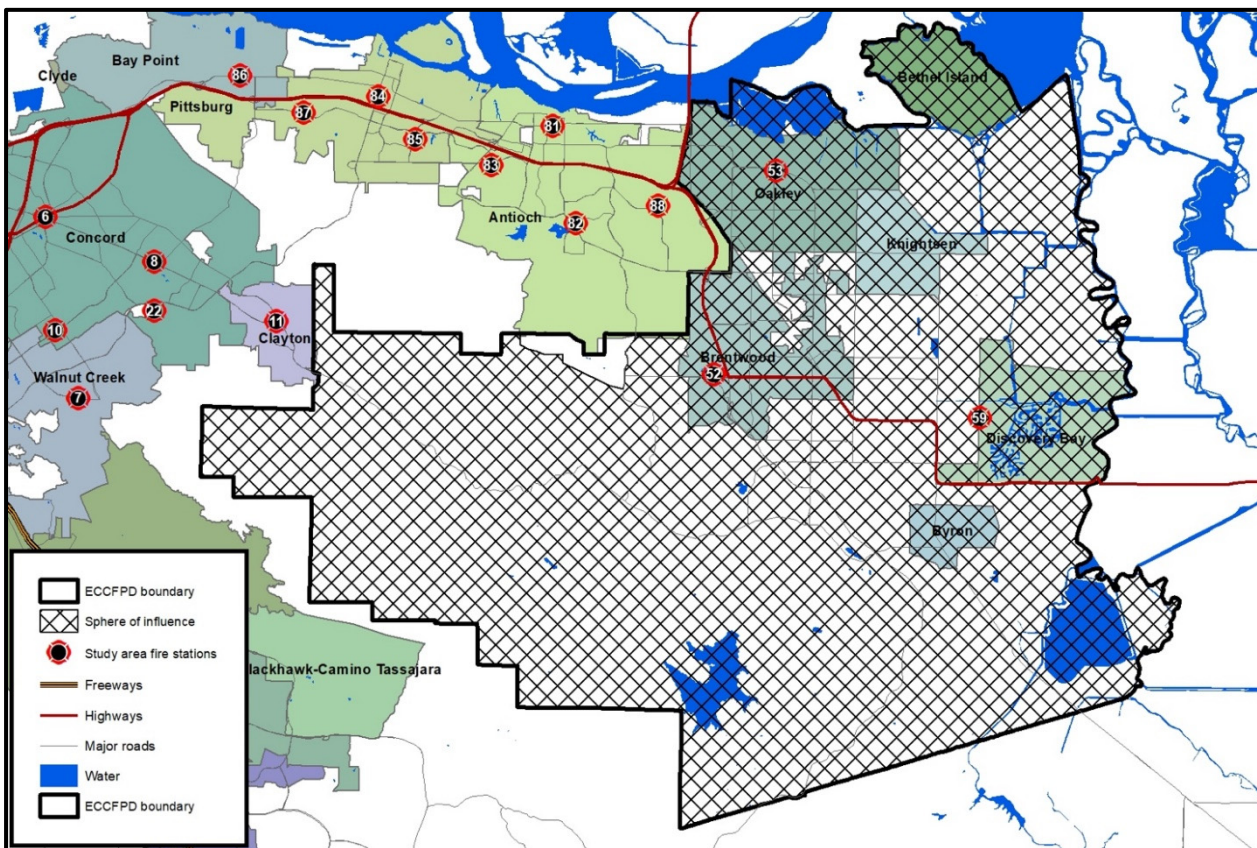 Bay Point
Clyde
86
Bethel Island
Pittsburg
84
87
81
85
53
83
Oakley
88
6
Antioch
82
Concord
Knightsen
8
22
11
10
Clayton
Brentwood
Walnut Creek
52
7
59
Discovery Bay
Byron
lackhawk-Camino Tassajara
ECCFPD boundary
Sphere of influence
Study area fire stations
Freeways
Highways
Major roads
Water
ECCFPD boundary